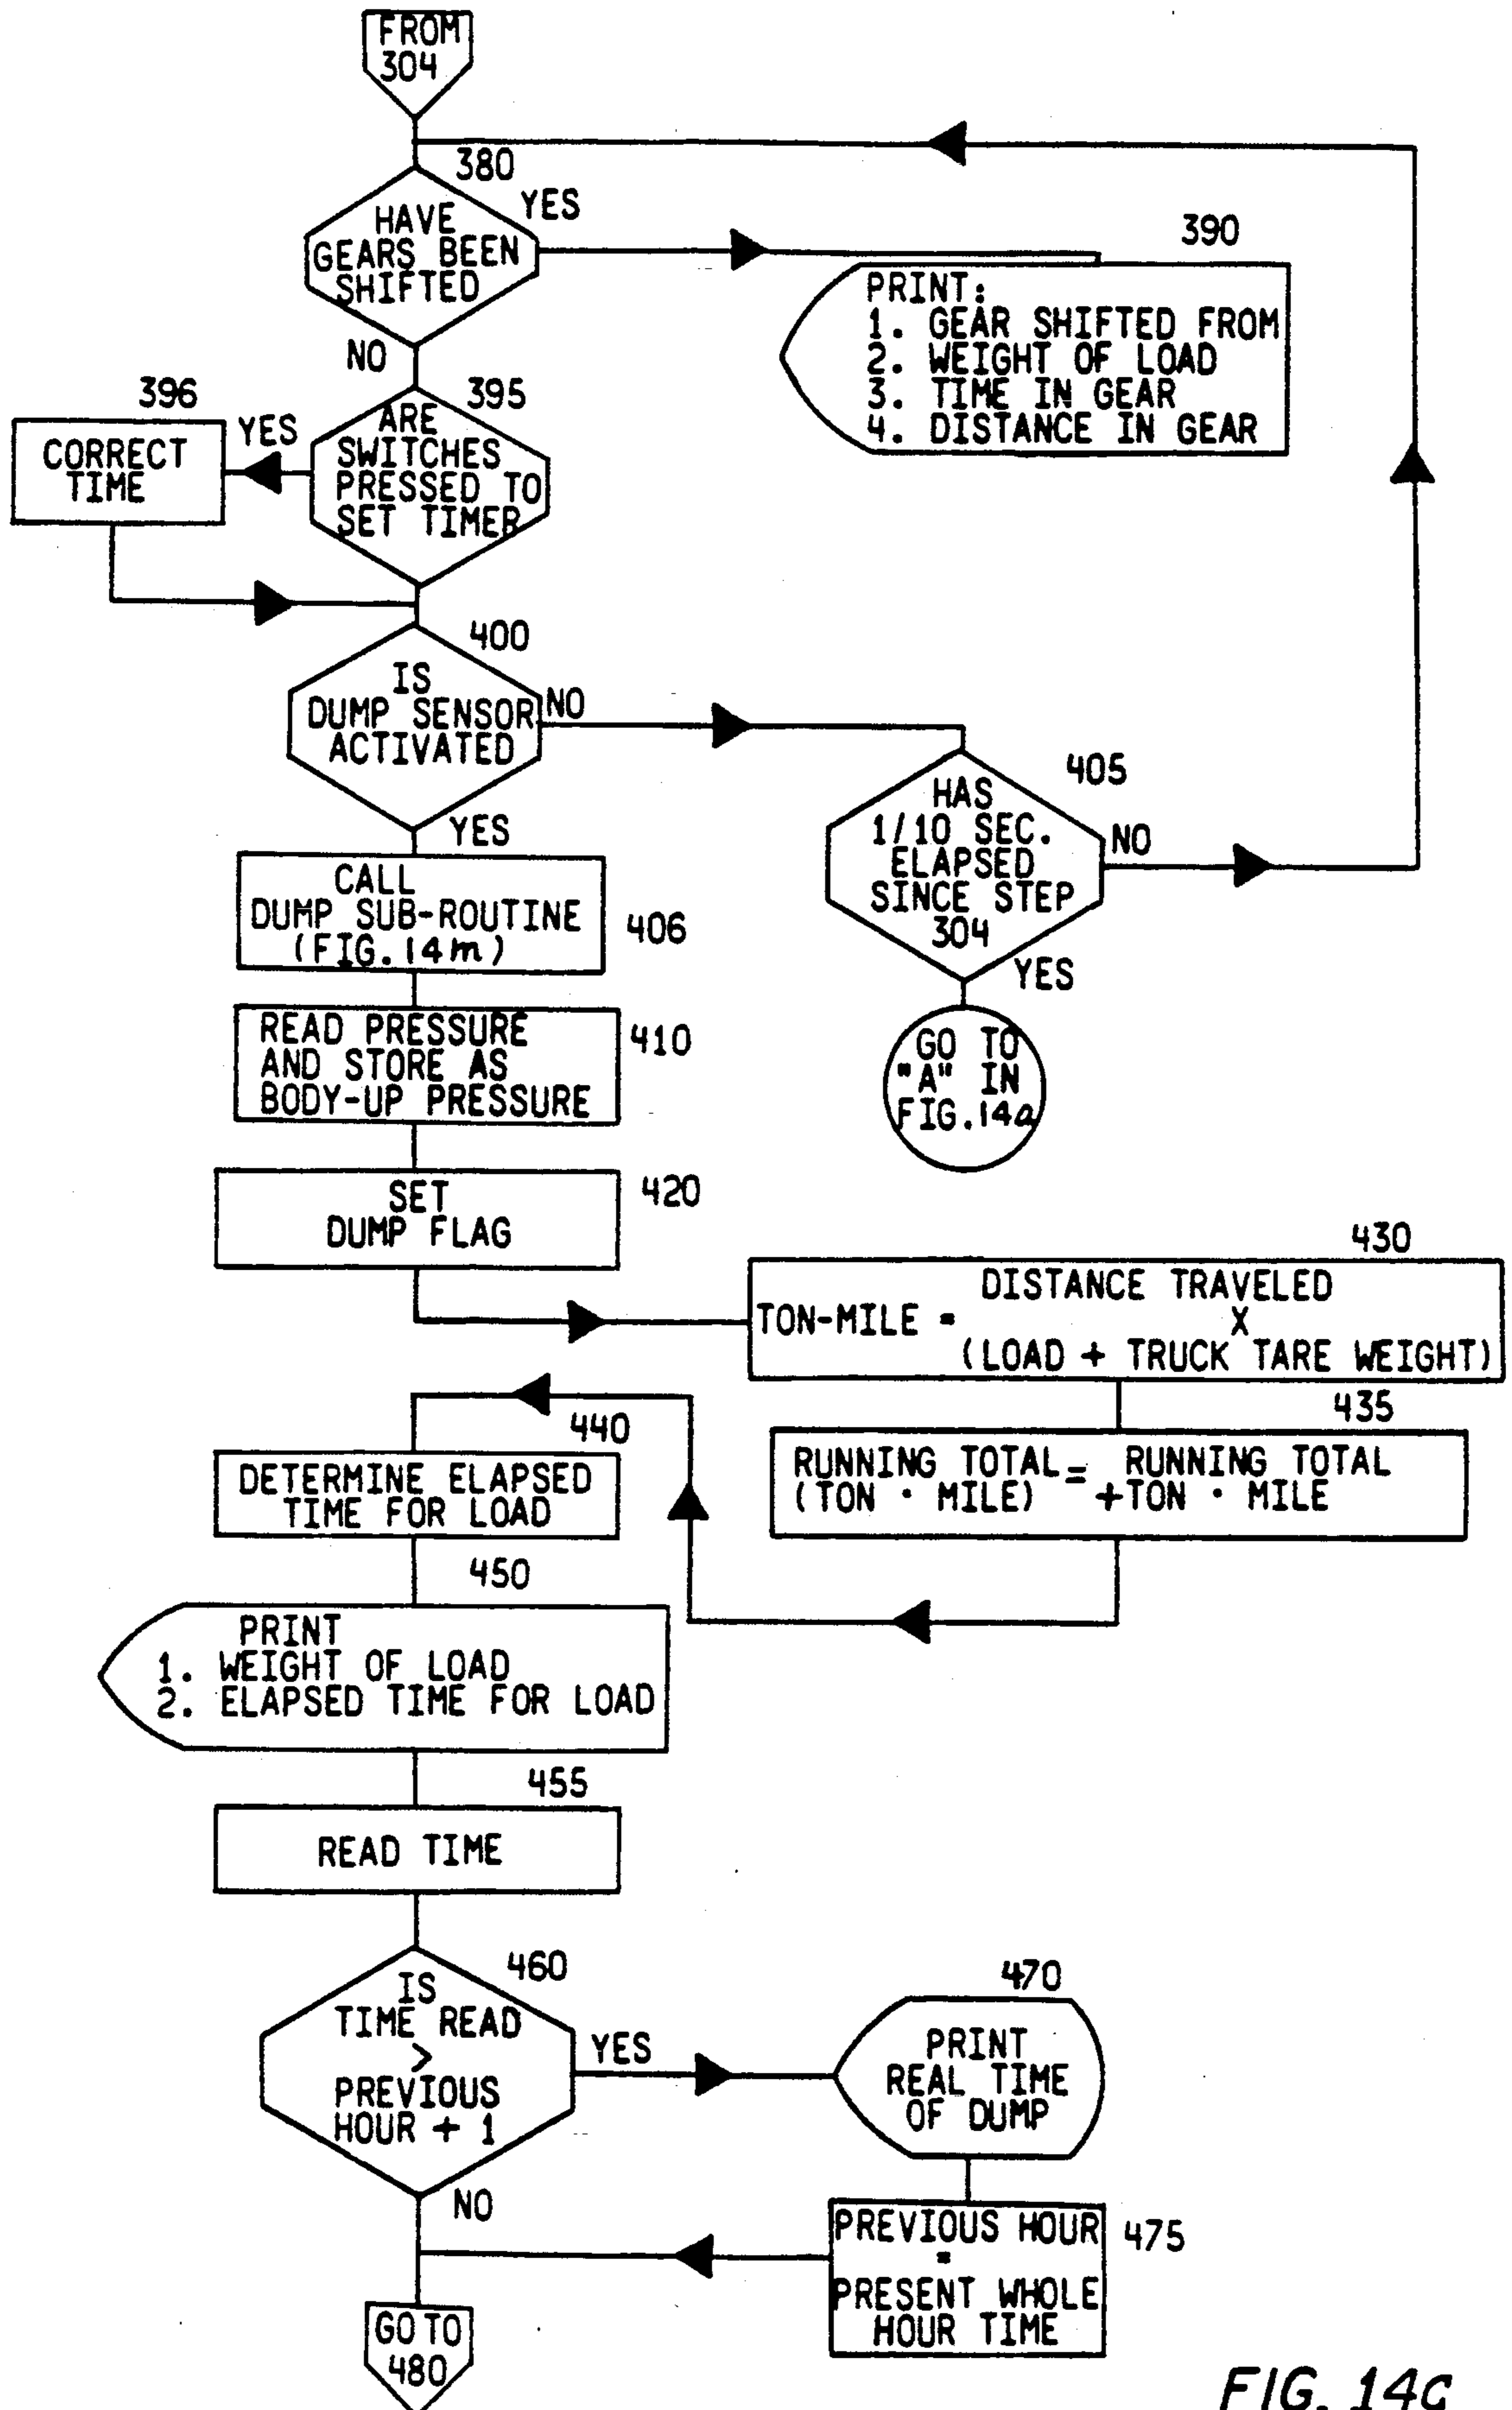 FROM
304
380
HAVE
GEARS BEEN
SHIFTED
YES
NO
390
PRINT:
1. GEAR SHIFTED FROM
2. WEIGHT OF LOAD
3. TIME IN GEAR
4. DISTANCE IN GEAR
395
ARE
SWITCHES
PRESSED TO
SET TIMER
YES
396
CORRECT
TIME
400
IS
DUMP SENSOR
ACTIVATED
NO
YES
405
HAS
1/10 SEC.
ELAPSED
SINCE STEP
304
NO
YES
GO TO
"A" IN
FIG.14a
CALL
DUMP SUB-ROUTINE
(FIG.14m)
406
READ PRESSURE
AND STORE AS
BODY-UP PRESSURE
410
SET
DUMP FLAG
420
430
DISTANCE TRAVELED
TON-MILE = X
(LOAD + TRUCK TARE WEIGHT)
435
RUNNING TOTAL = RUNNING TOTAL
(TON · MILE) +TON · MILE
440
DETERMINE ELAPSED
TIME FOR LOAD
450
PRINT
1. WEIGHT OF LOAD
2. ELAPSED TIME FOR LOAD
455
READ TIME
460
IS
TIME READ
>
PREVIOUS
HOUR + 1
YES
NO
470
PRINT
REAL TIME
OF DUMP
PREVIOUS HOUR
=
PRESENT WHOLE
HOUR TIME
475
GO TO
480
FIG. 14c